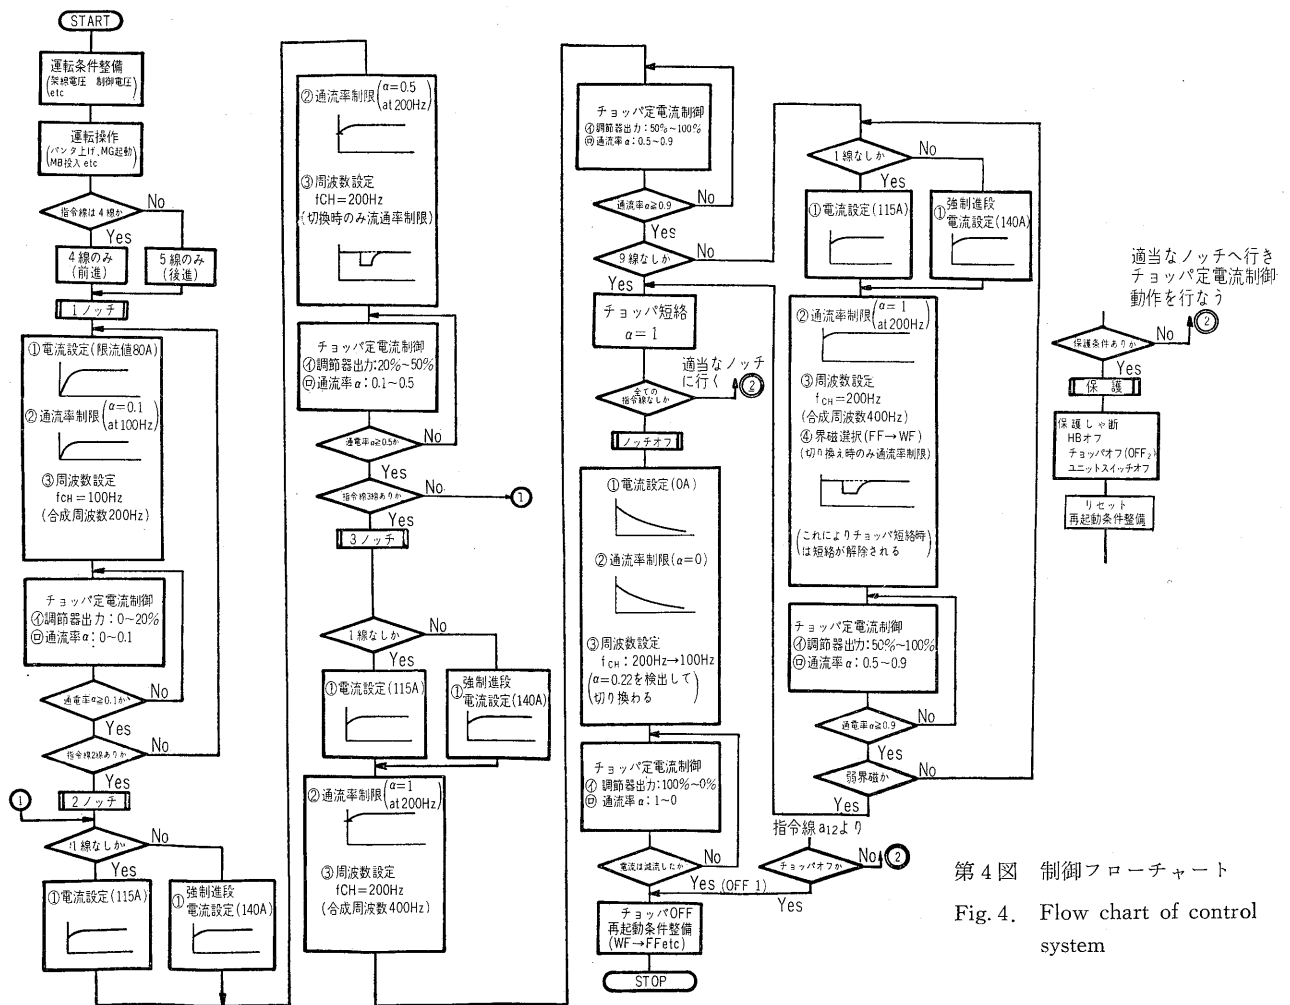 START
運転条件整備
(架線電圧 制御電圧
etc)
運転操作
(パンタ上げ、MG起動
MB投入 etc)
指令線は4線か
No
Yes
4線のみ
(前進)
5線のみ
(後進)
1ノッチ
①電流設定(限流値80A)
②通流率制限(α=0.1
at100Hz)
③周波数設定
fCH=100Hz
(合成周波数200Hz)
チョッパ定電流制御
㋑調節器出力:0~20%
㋺通流率α:0~0.1
通電率α≧0.1か
No
Yes
指令線2線ありか
No
Yes
①
2ノッチ
1線なしか
No
Yes
①電流設定(115A)
①強制進段
電流設定(140A)
②通流率制限(α=0.5
at200Hz)
③周波数設定
fCH=200Hz
(切換時のみ流通率制限)
チョッパ定電流制御
㋑調節器出力:20%~50%
㋺通流率α:0.1~0.5
通電率α≧0.5か
No
Yes
指令線3線ありか
No
①
Yes
3ノッチ
1線なしか
No
Yes
①電流設定(115A)
①強制進段
電流設定(140A)
②通流率制限(α=1
at200Hz)
③周波数設定
fCH=200Hz
(合成周波数400Hz)
チョッパ定電流制御
㋑調節器出力:50%~100%
㋺通流率α:0.5~0.9
通流率α≧0.9
No
Yes
9線なしか
No
Yes
チョッパ短絡
α=1
適当なノッチ
に行く
②
全ての
指令線なしか
ノッチオフ
①電流設定(0A)
②通流率制限(α=0)
③周波数設定
fCH:200Hz→100Hz
(α=0.22を検出して
切り換わる)
チョッパ定電流制御
㋑調節器出力:100%~0%
㋺通流率α:1~0
電流は減流したか
No
Yes (OFF 1)
チョッパOFF
再起動条件整備
(WF→FFetc)
STOP
1線なしか
No
Yes
①電流設定(115A)
①強制進段
電流設定(140A)
②通流率制限(α=1
at200Hz)
③周波数設定
fCH=200Hz
(合成周波数400Hz)
④界磁選択(FF→WF)
(切り換え時のみ通流率制限)
(これによりチョッパ短絡時
は短絡が解除される)
チョッパ定電流制御
㋑調節器出力:50%~100%
㋺通流率α:0.5~0.9
通電率α≧0.9
No
Yes
弱界磁か
No
Yes
指令線a12より
チョッパオフか
No
②
Yes
適当なノッチへ行き
チョッパ定電流制御
動作を行なう
②
保護条件ありか
No
Yes
保護
保護しゃ断
HBオフ
チョッパオフ(OFF2)
ユニットスイッチオフ
リセット
再起動条件整備
第4図 制御フローチャート
Fig. 4. Flow chart of control
system